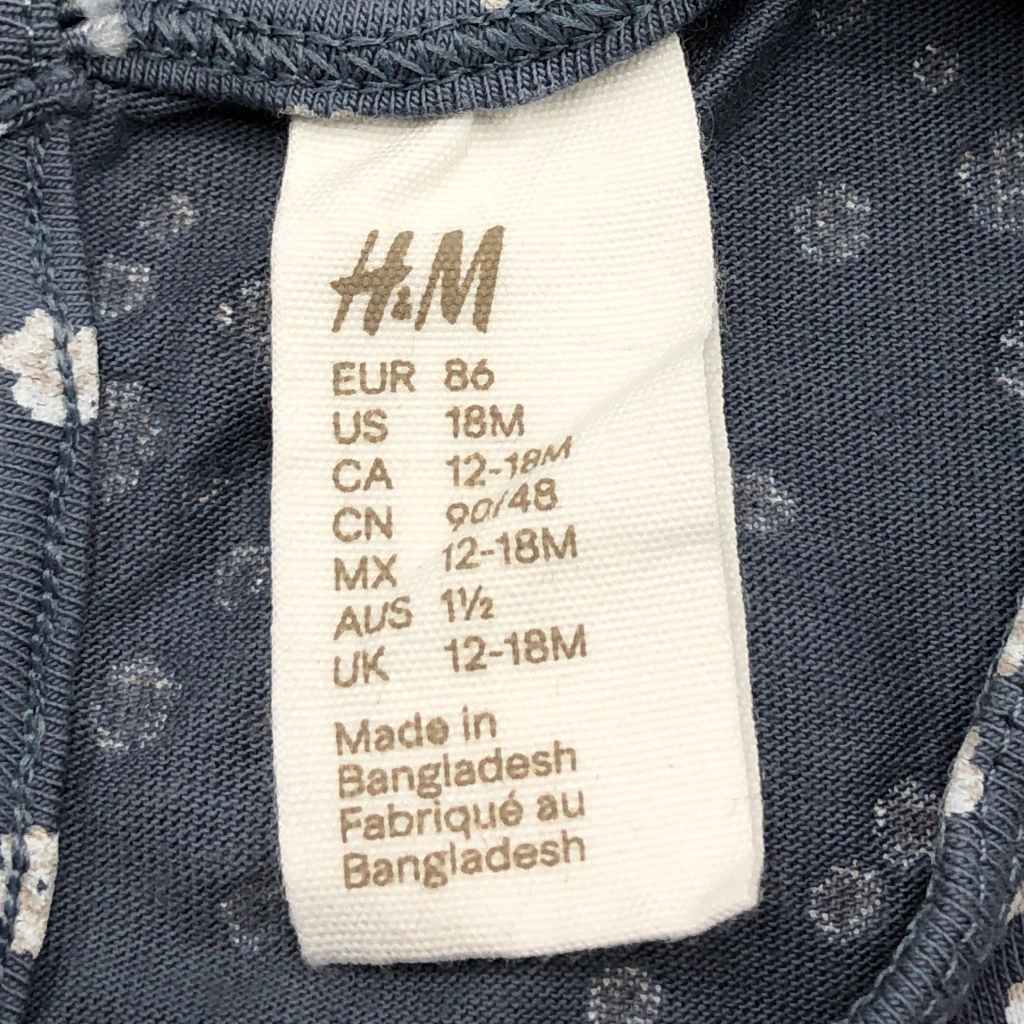 H&M
EUR 86
US 18M
CA 12-18M
CN 90/48
MX 12-18M
AUS 1½
UK 12-18M
Made in
Bangladesh
Fabriqué au
Bangladesh